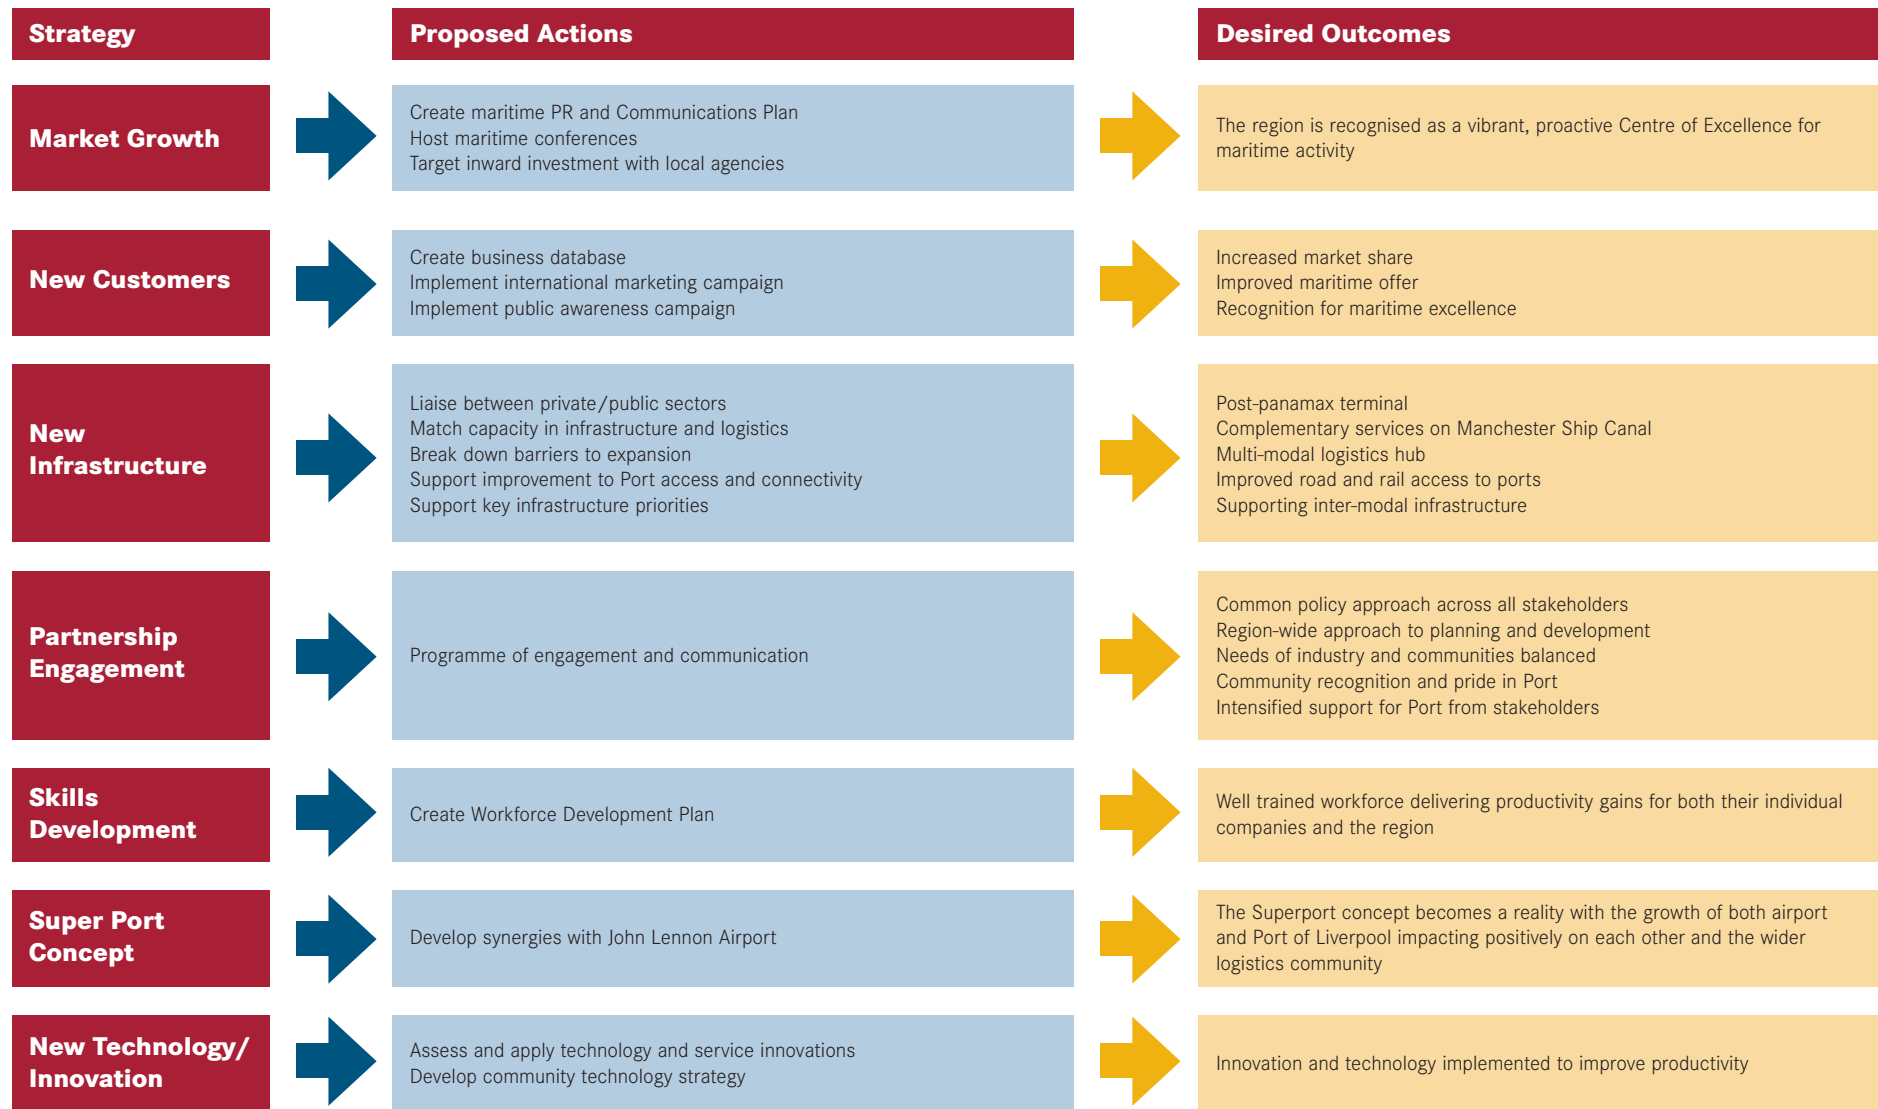 Strategy
Proposed Actions
Desired Outcomes
Market Growth
Create maritime PR and Communications Plan
Host maritime conferences
Target inward investment with local agencies
The region is recognised as a vibrant, proactive Centre of Excellence for
maritime activity
New Customers
Create business database
Implement international marketing campaign
Implement public awareness campaign
Increased market share
Improved maritime offer
Recognition for maritime excellence
New
Infrastructure
Liaise between private/public sectors
Match capacity in infrastructure and logistics
Break down barriers to expansion
Support improvement to Port access and connectivity
Support key infrastructure priorities
Post-panamax terminal
Complementary services on Manchester Ship Canal
Multi-modal logistics hub
Improved road and rail access to ports
Supporting inter-modal infrastructure
Partnership
Engagement
Programme of engagement and communication
Common policy approach across all stakeholders
Region-wide approach to planning and development
Needs of industry and communities balanced
Community recognition and pride in Port
Intensified support for Port from stakeholders
Skills
Development
Create Workforce Development Plan
Well trained workforce delivering productivity gains for both their individual
companies and the region
Super Port
Concept
Develop synergies with John Lennon Airport
The Superport concept becomes a reality with the growth of both airport
and Port of Liverpool impacting positively on each other and the wider
logistics community
New Technology/
Innovation
Assess and apply technology and service innovations
Develop community technology strategy
Innovation and technology implemented to improve productivity